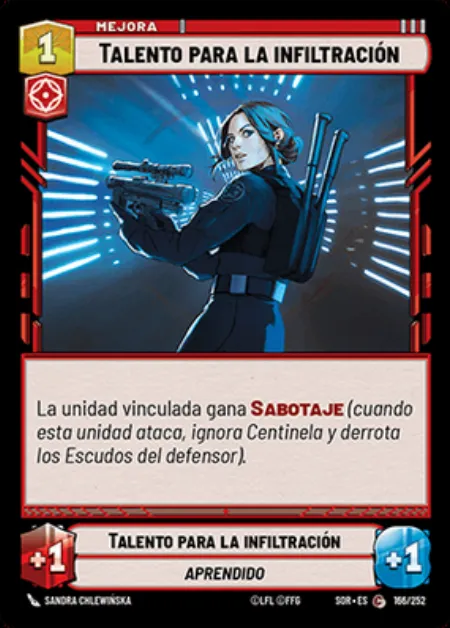 MEJORA
1
TALENTO PARA LA INFILTRACIÓN
La unidad vinculada gana SABOTAJE (cuando
esta unidad ataca, ignora Centinela y derrota
los Escudos del defensor).
+1
TALENTO PARA LA INFILTRACIÓN
+1
APRENDIDO
SANDRA CHLEWIŃSKA
©LFL ©FFG
SOR•ES
C
166/252